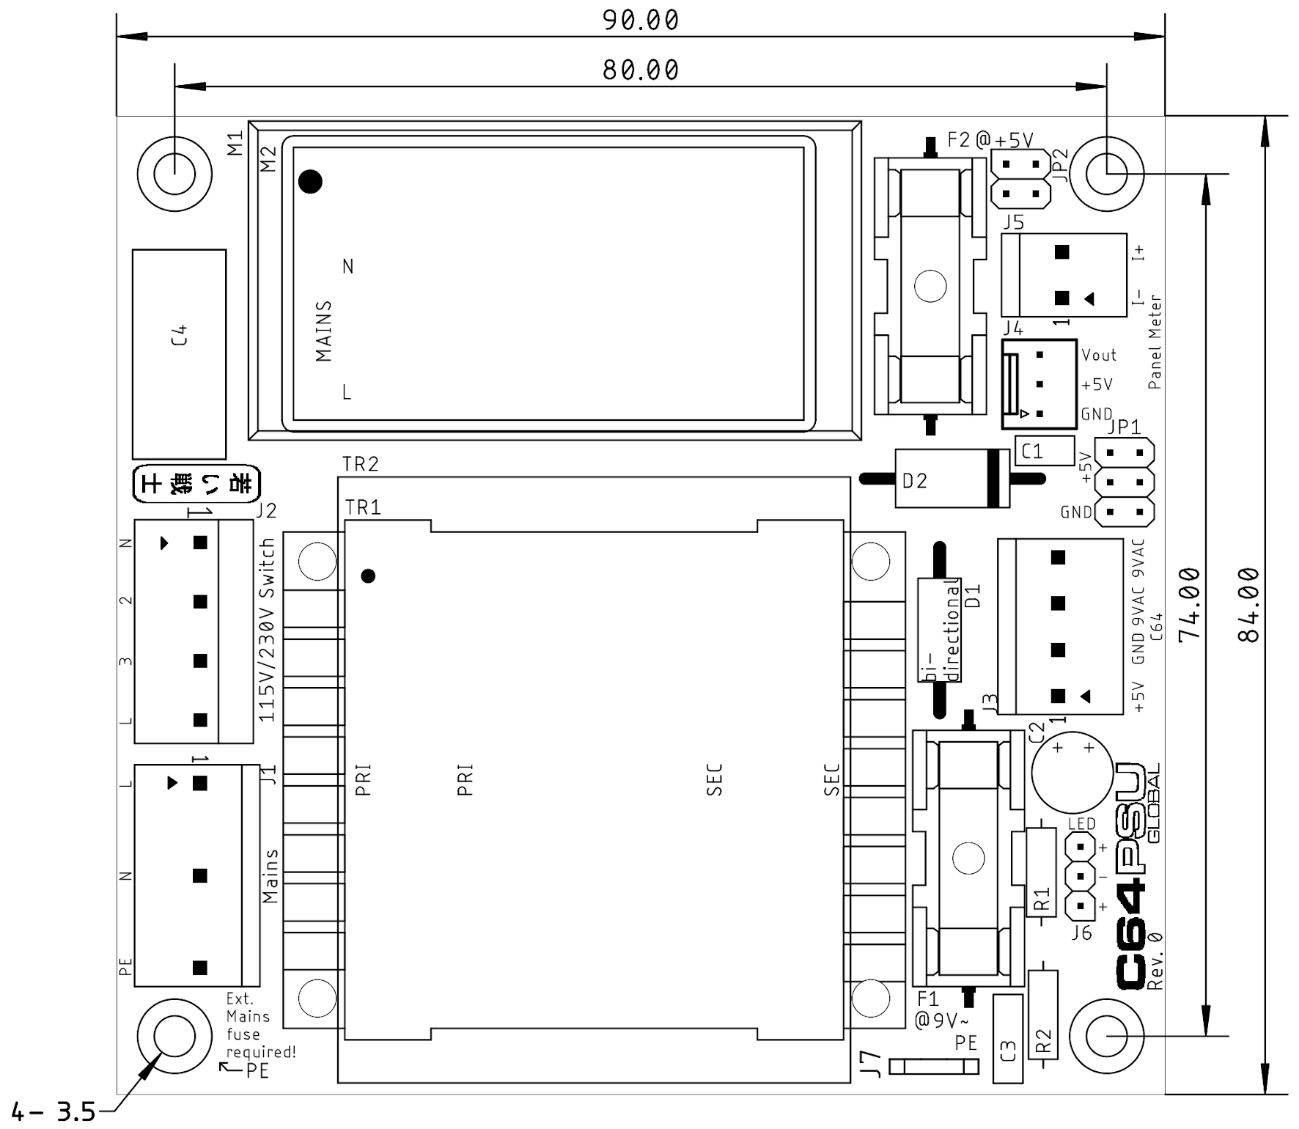 90.00
80.00
M1
M2
F2@+5V
JP2
J5
I+
I-
1
N
MAINS
L
C4
J4
Vout
+5V
GND
Panel Meter
JP1
+5V
GND
C1
D2
若い戦士
TR2
TR1
J2
1
N
2
3
L
115V/230V Switch
D1
bi-
directional
+5V GND 9VAC 9VAC
C64
J3
1
74.00
84.00
C2
+ +
J1
1
L
N
PE
Mains
PRI
PRI
SEC
SEC
LED
+
-
+
J6
R1
C64PSU
GLOBAL
Rev. 0
Ext.
Mains
fuse
required!
PE
F1
@9V~
PE
J7
C3
R2
4- 3.5